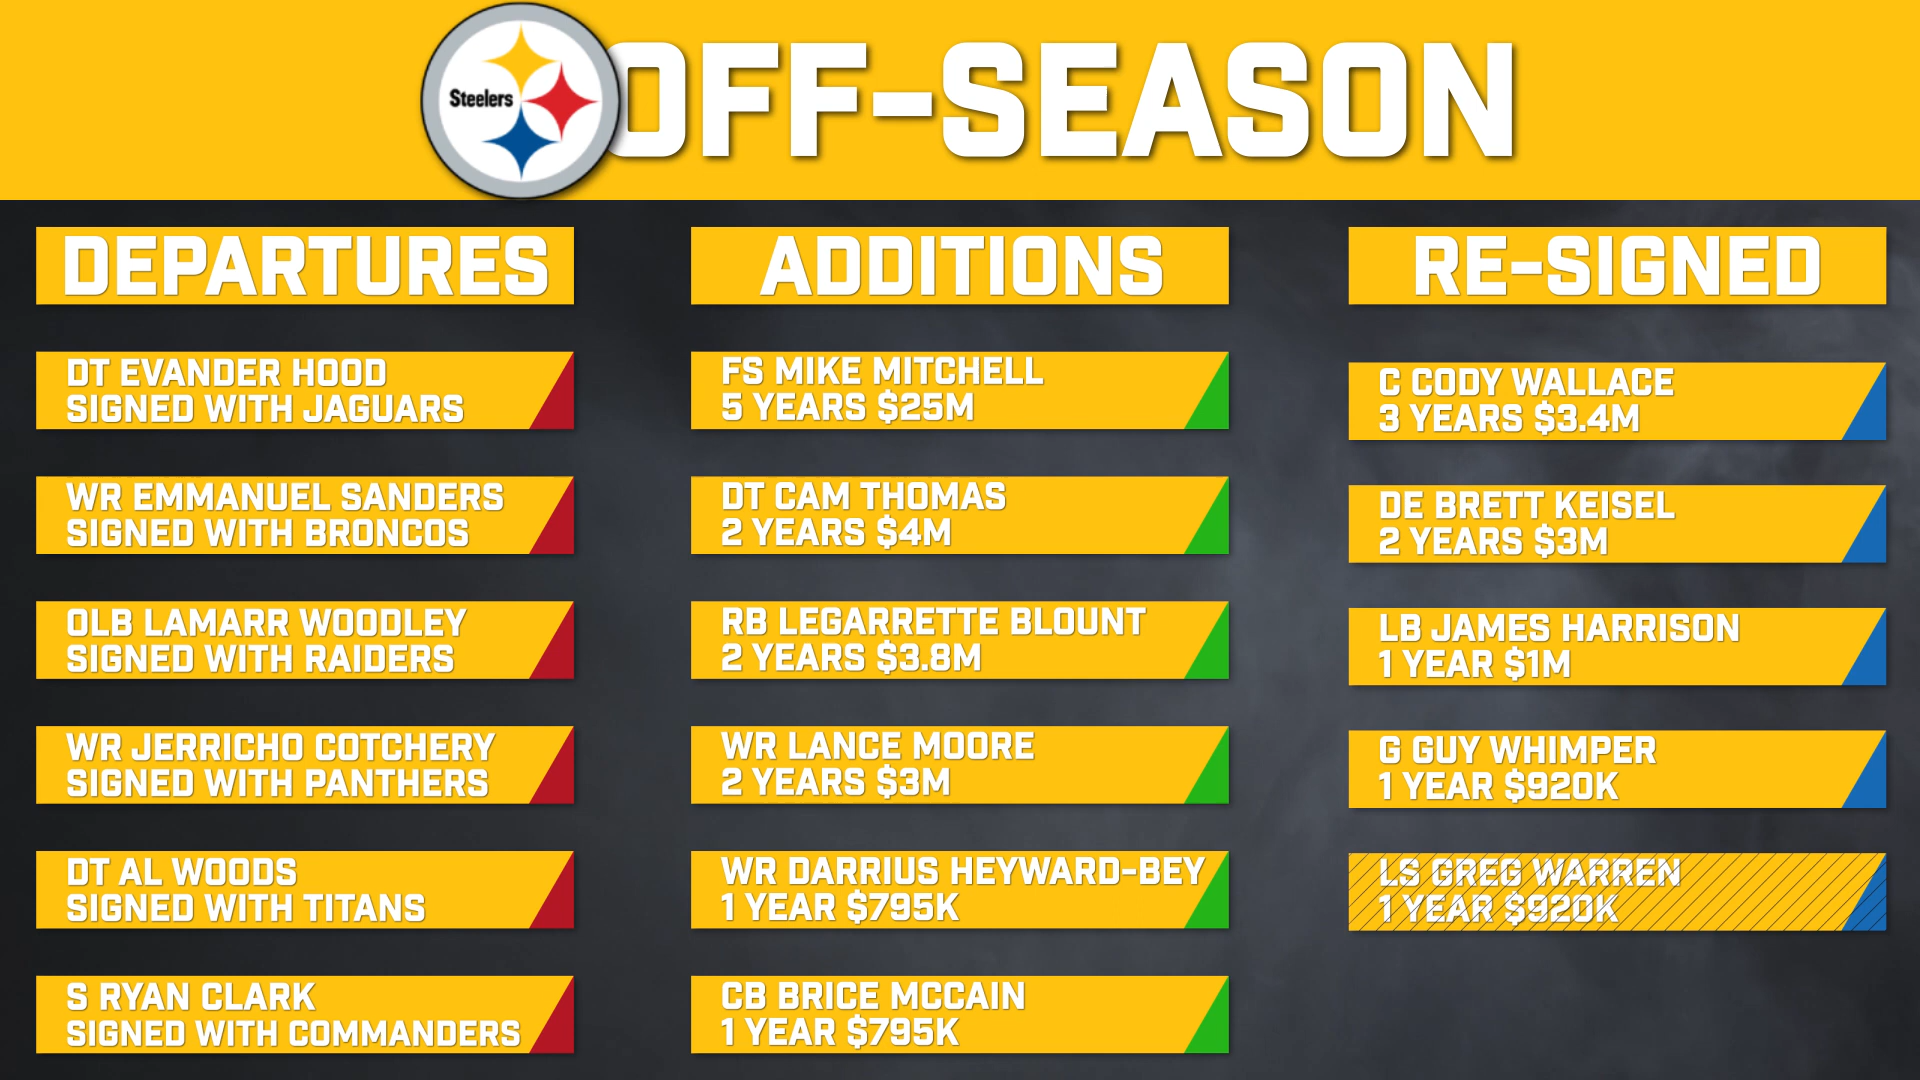 Steelers
OFF-SEASON
DEPARTURES
DT EVANDER HOOD
SIGNED WITH JAGUARS
WR EMMANUEL SANDERS
SIGNED WITH BRONCOS
OLB LAMARR WOODLEY
SIGNED WITH RAIDERS
WR JERRICHO COTCHERY
SIGNED WITH PANTHERS
DT AL WOODS
SIGNED WITH TITANS
S RYAN CLARK
SIGNED WITH COMMANDERS
ADDITIONS
FS MIKE MITCHELL
5 YEARS $25M
DT CAM THOMAS
2 YEARS $4M
RB LEGARRETTE BLOUNT
2 YEARS $3.8M
WR LANCE MOORE
2 YEARS $3M
WR DARRIUS HEYWARD-BEY
1 YEAR $795K
CB BRICE MCCAIN
1 YEAR $795K
RE-SIGNED
C CODY WALLACE
3 YEARS $3.4M
DE BRETT KEISEL
2 YEARS $3M
LB JAMES HARRISON
1 YEAR $1M
G GUY WHIMPER
1 YEAR $920K
LS GREG WARREN
1 YEAR $920K